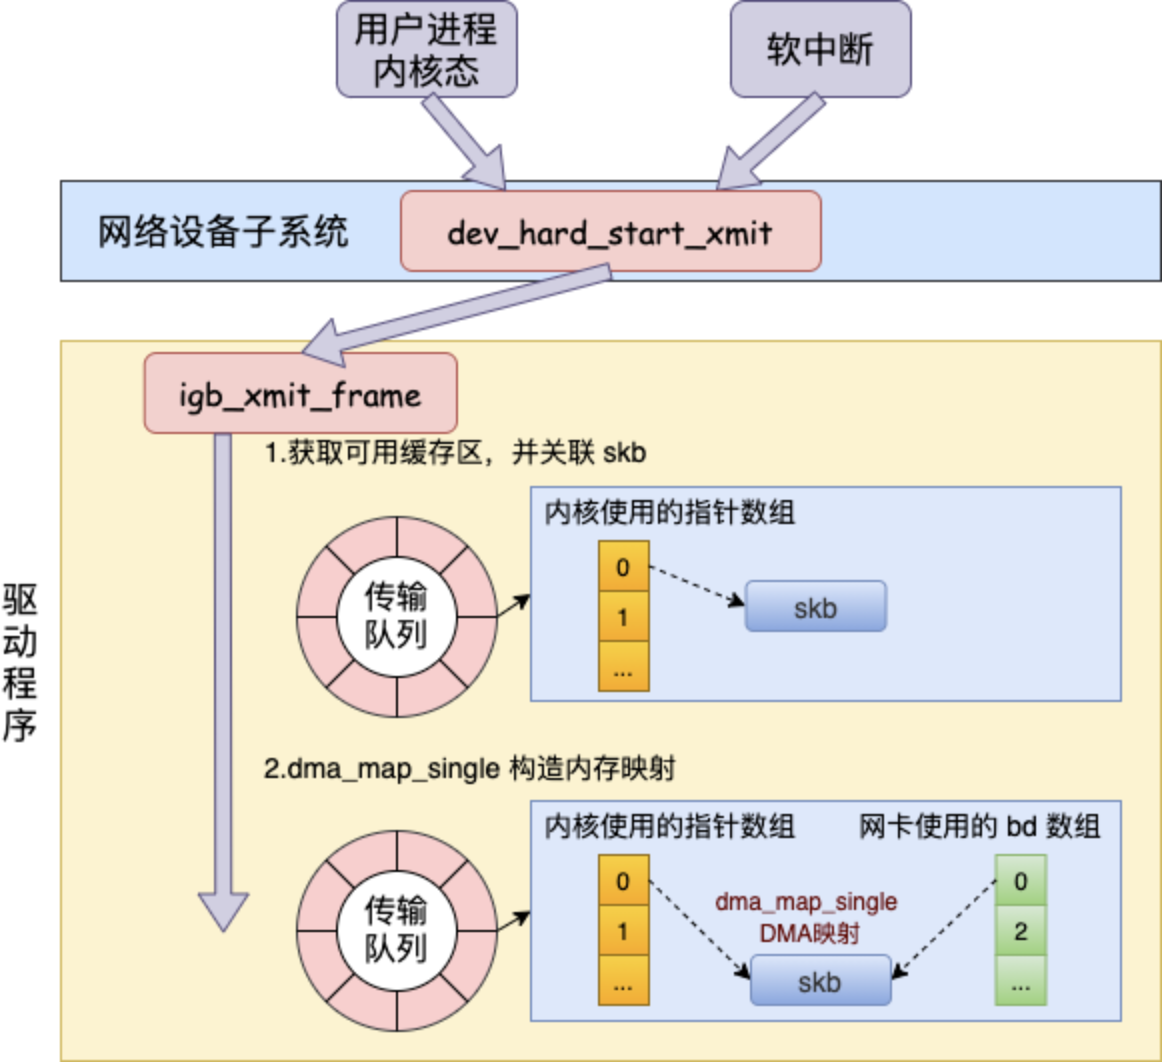 用户进程
内核态
软中断
网络设备子系统
dev_hard_start_xmit
igb_xmit_frame
1.获取可用缓存区，并关联 skb
内核使用的指针数组
0
1
...
skb
传输
队列
驱动程序
2.dma_map_single 构造内存映射
内核使用的指针数组
网卡使用的 bd 数组
0
1
...
dma_map_single
DMA映射
skb
0
2
...
传输
队列